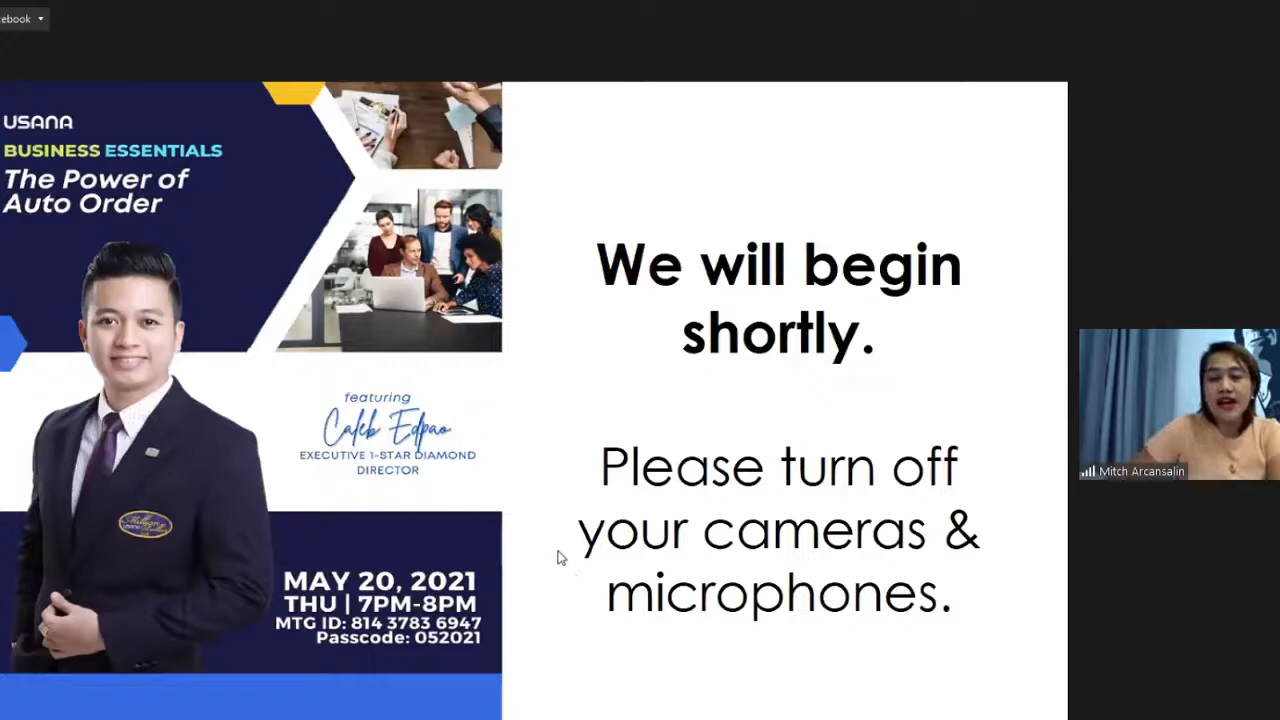 ebook
USANA
BUSINESS ESSENTIALS
The Power of
Auto Order
featuring
Caleb Edpao
EXECUTIVE 1-STAR DIAMOND
DIRECTOR
MAY 20, 2021
THU | 7PM-8PM
MTG ID: 814 3783 6947
Passcode: 052021
We will begin
shortly.
Please turn off
your cameras &
microphones.
Mitch Arcansalin